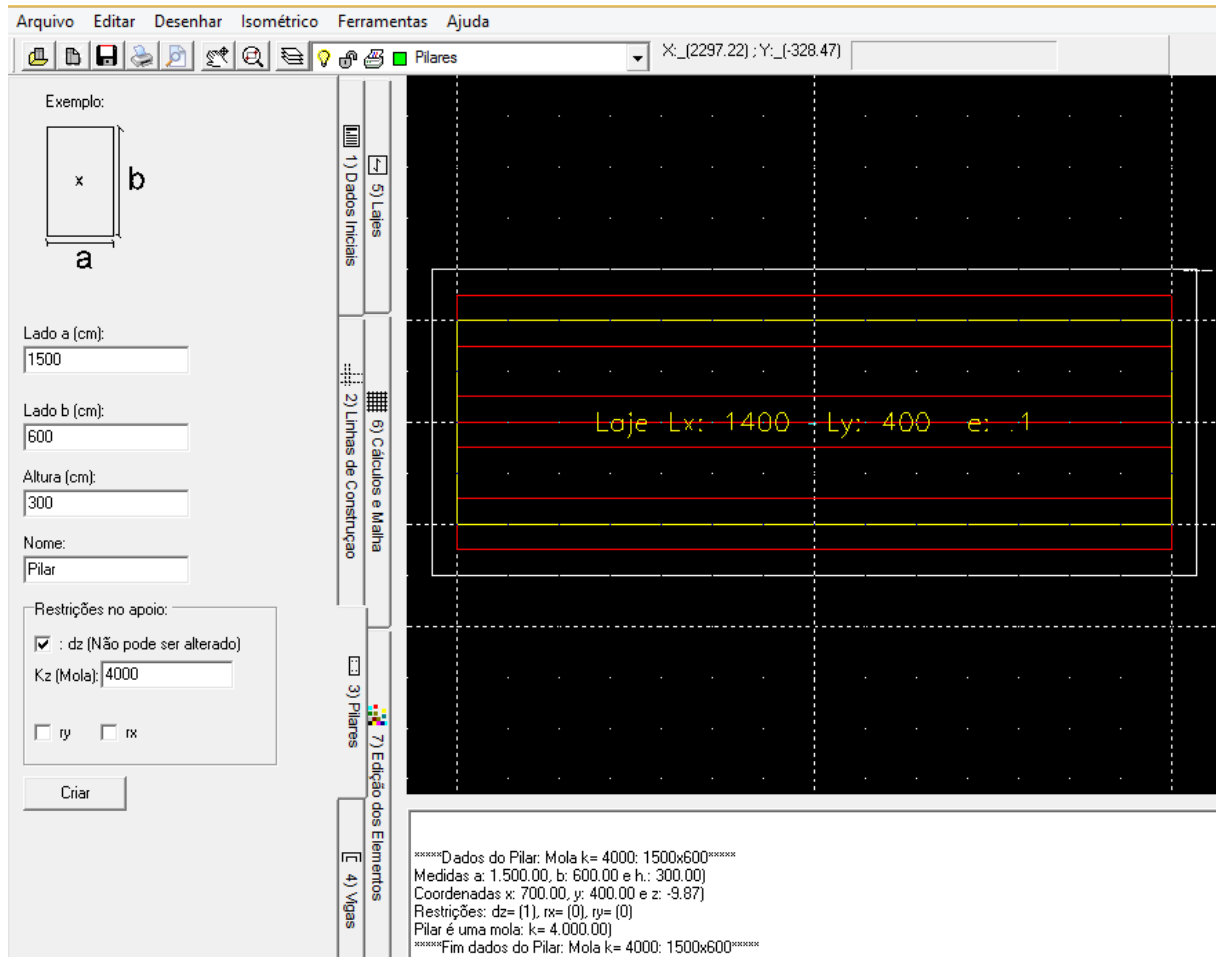 Arquivo Editar Desenhar Isométrico Ferramentas Ajuda
Pilares
X:_(2297.22) ; Y:_(-328.47)
Exemplo:
x
b
a
Lado a (cm):
1500
Lado b (cm):
600
Altura (cm):
300
Nome:
Pilar
Restrições no apoio:
: dz (Não pode ser alterado)
Kz (Mola): 4000
ry rx
Criar
1) Dados Iniciais
2) Linhas de Construçao
3) Pilares
4) Vigas
5) Lajes
6) Cálculos e Malha
7) Edição dos Elementos
Laje Lx: 1400 - Ly: 400 e: .1
*****Dados do Pilar: Mola k= 4000: 1500x600*****
Medidas a: 1.500.00, b: 600.00 e h.: 300.00)
Coordenadas x: 700.00, y: 400.00 e z: -9.87)
Restrições: dz= (1), rx= (0), ry= (0)
Pilar é uma mola: k= 4.000.00)
*****Fim dados do Pilar: Mola k= 4000: 1500x600*****